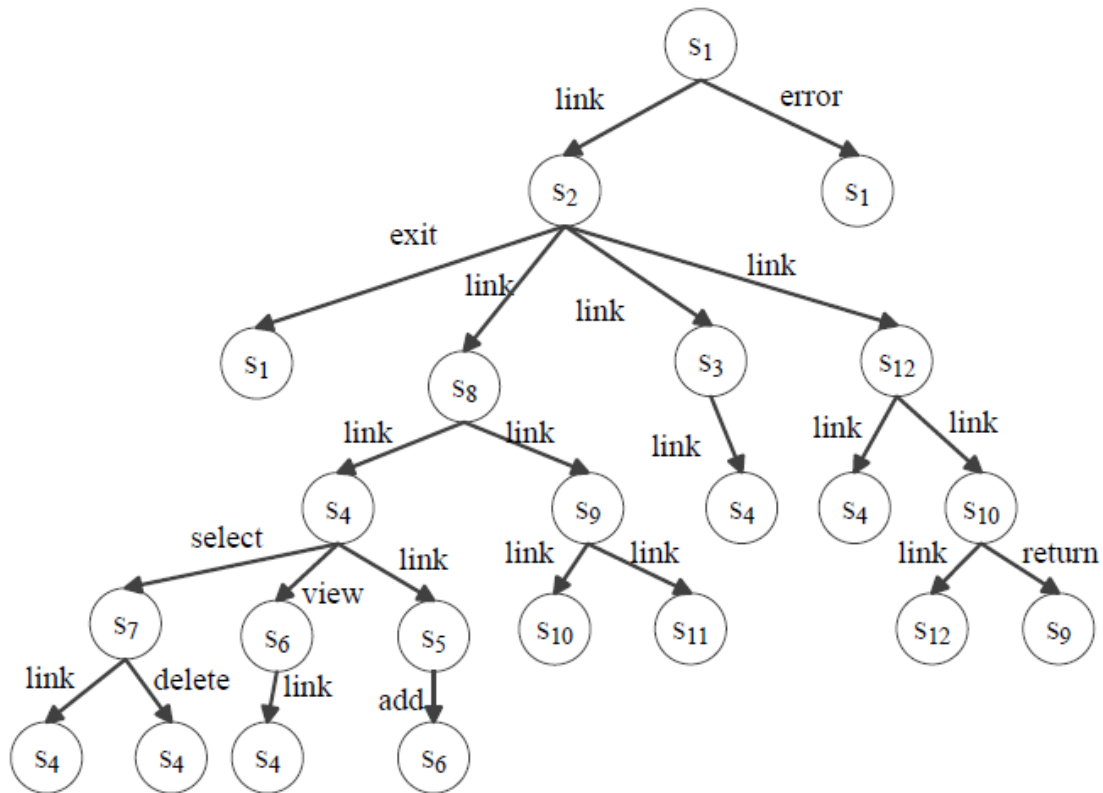 s1
link error
s2 s1
exit link link link
s1 s8 s3 s12
link link link link link
s4 s9 s4 s4 s10
select view link link link link return
s7 s6 s5 s10 s11 s12 s9
link delete link add
s4 s4 s4 s6